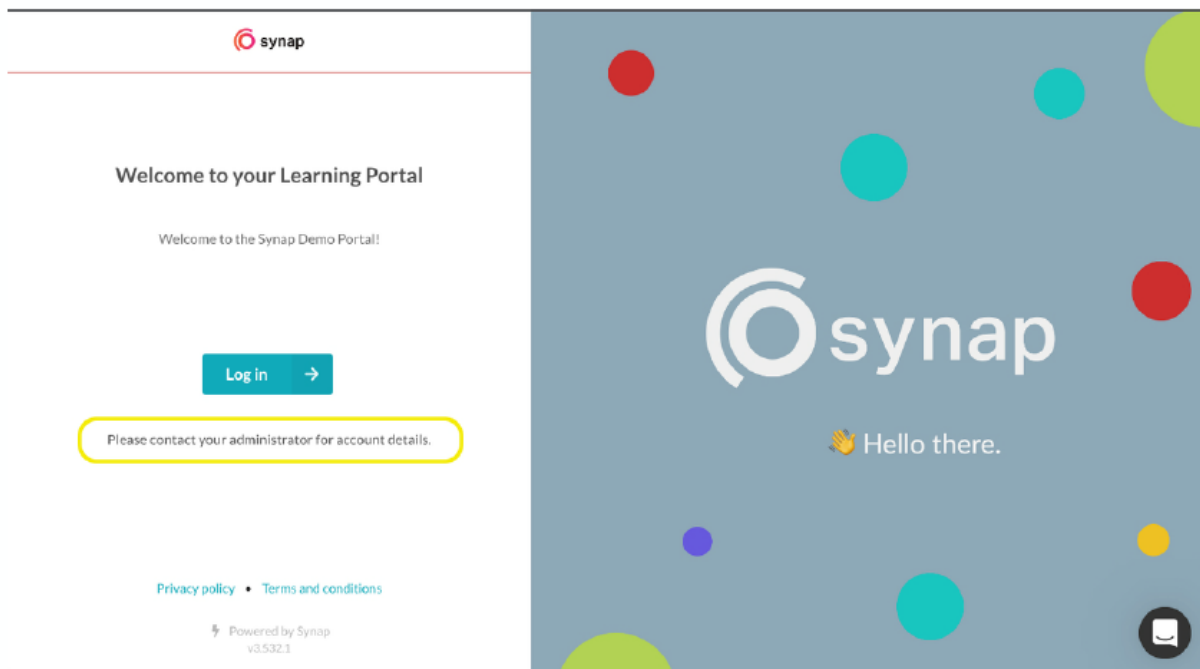 synap
Welcome to your Learning Portal
Welcome to the Synap Demo Portal!
Log in
Please contact your administrator for account details.
Privacy policy • Terms and conditions
Powered by Synap
v3.532.1
synap
👋 Hello there.